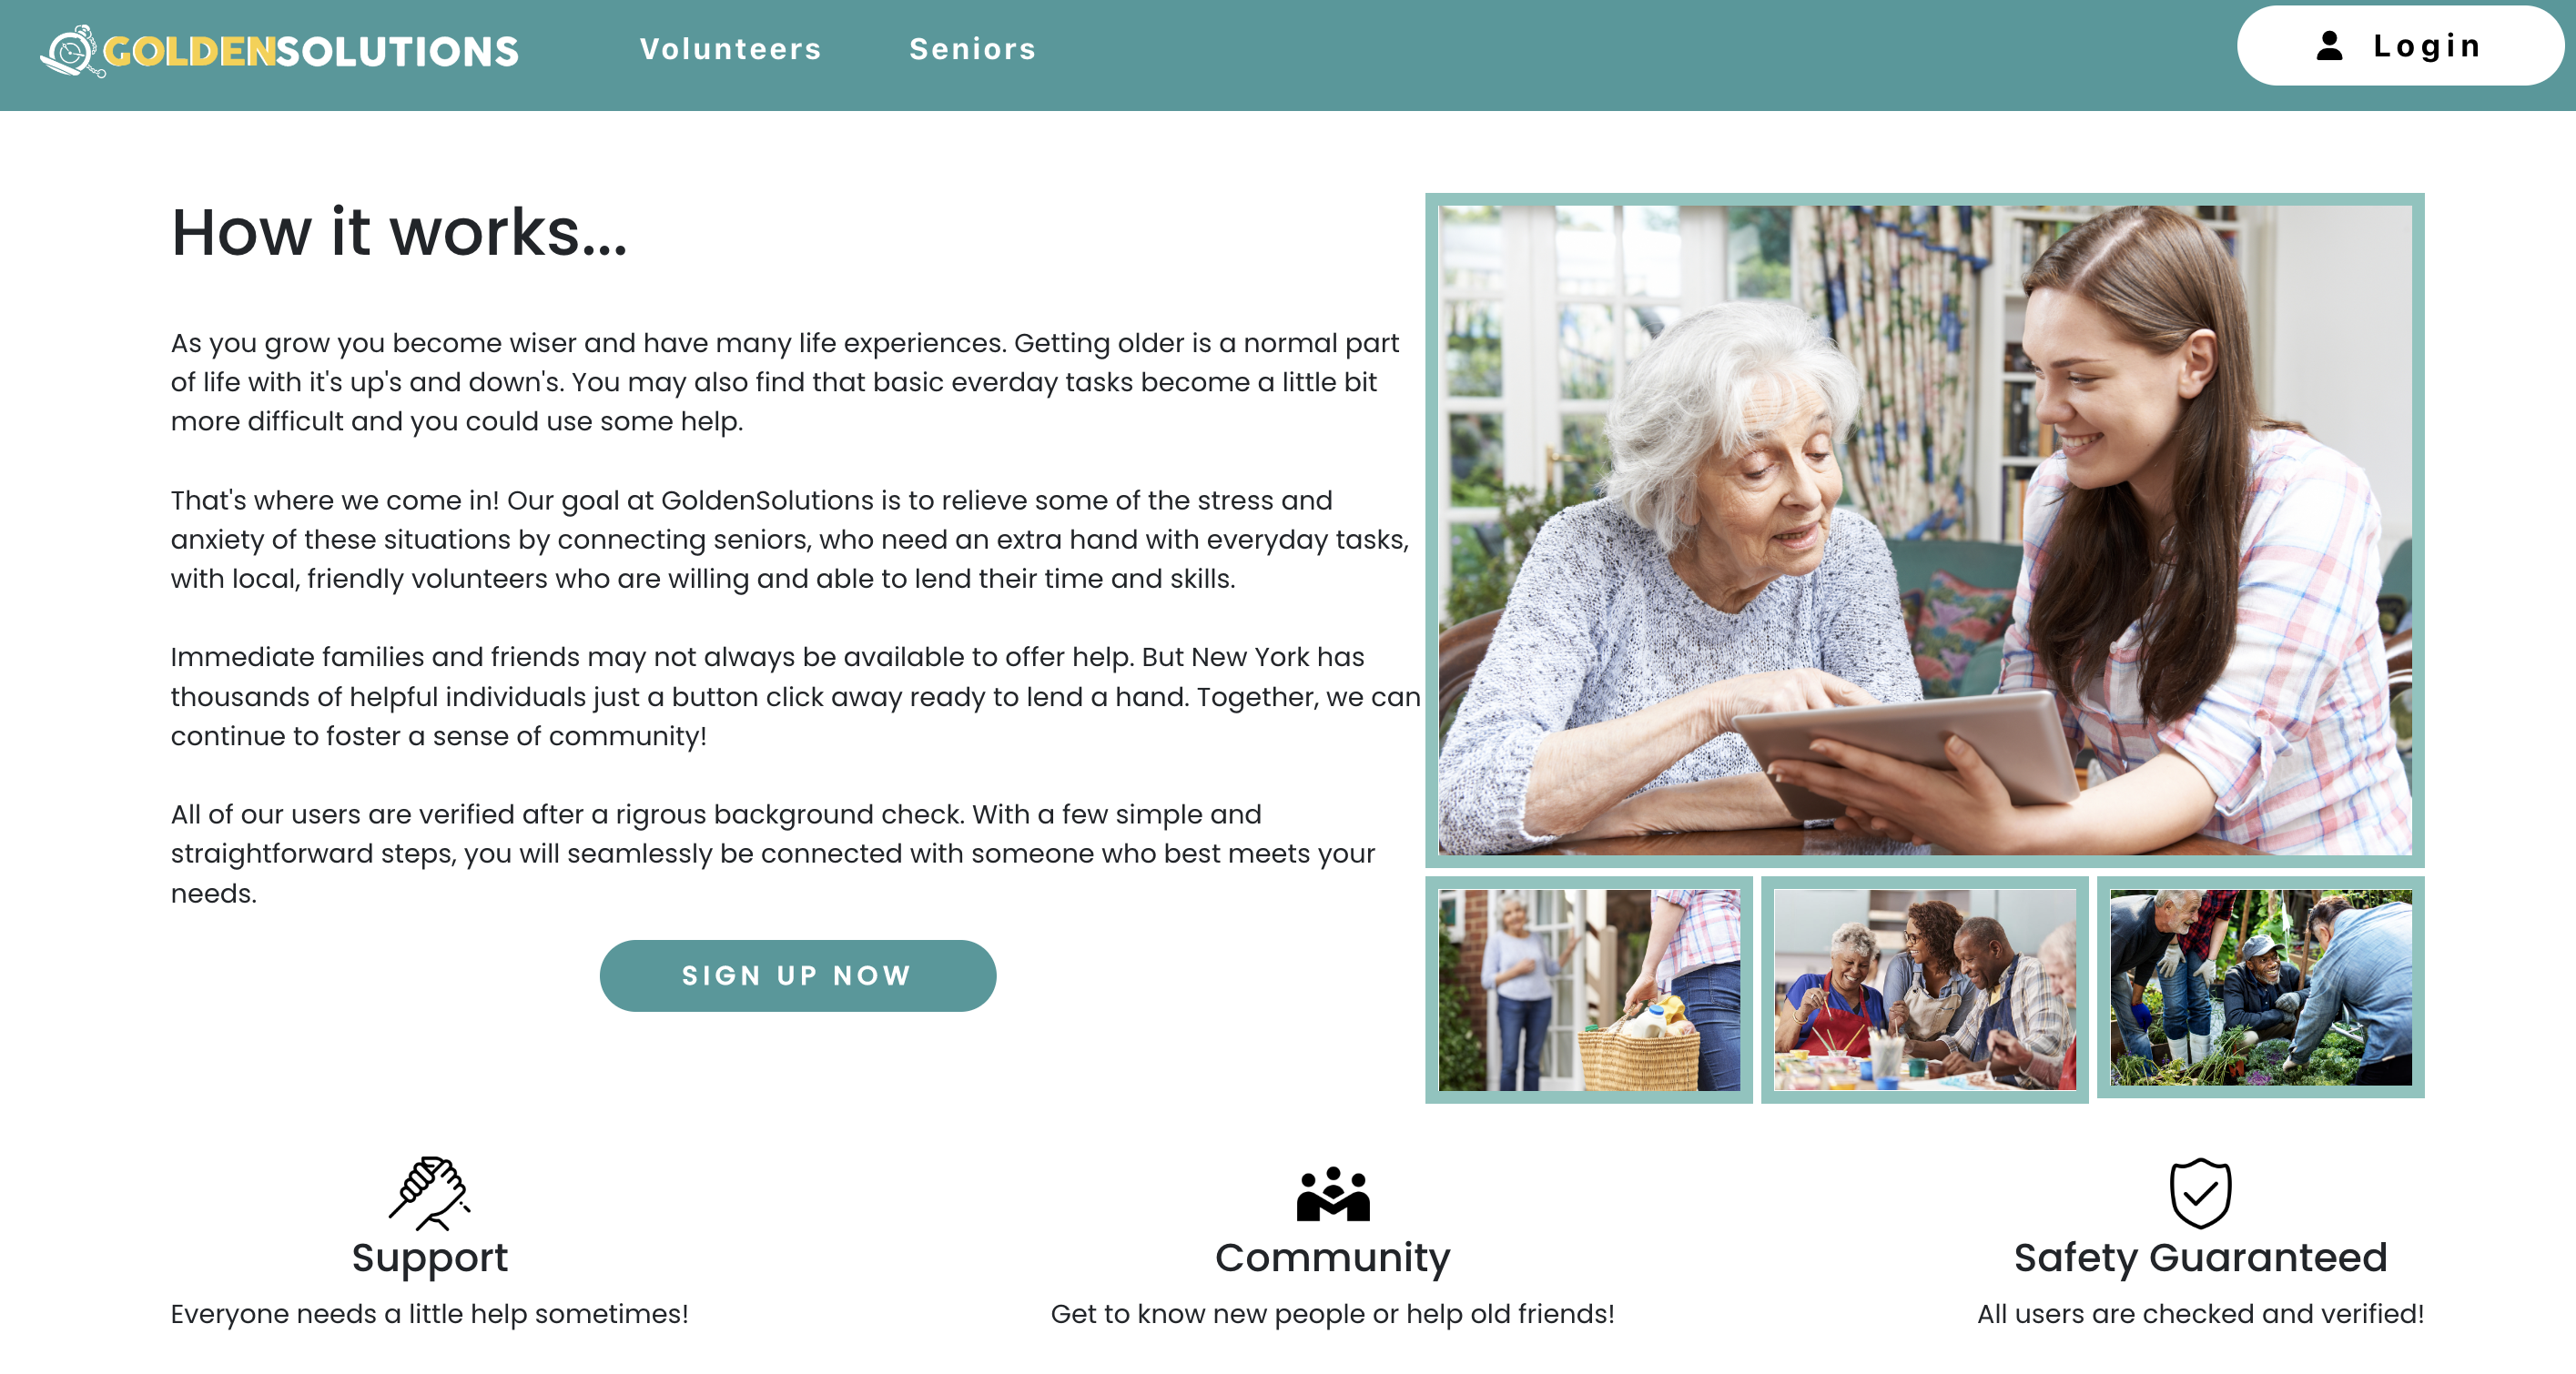 GOLDENSOLUTIONS
Volunteers
Seniors
Login
How it works...
As you grow you become wiser and have many life experiences. Getting older is a normal part
of life with it's up's and down's. You may also find that basic everday tasks become a little bit
more difficult and you could use some help.
That's where we come in! Our goal at GoldenSolutions is to relieve some of the stress and
anxiety of these situations by connecting seniors, who need an extra hand with everyday tasks,
with local, friendly volunteers who are willing and able to lend their time and skills.
Immediate families and friends may not always be available to offer help. But New York has
thousands of helpful individuals just a button click away ready to lend a hand. Together, we can
continue to foster a sense of community!
All of our users are verified after a rigrous background check. With a few simple and
straightforward steps, you will seamlessly be connected with someone who best meets your
needs.
SIGN UP NOW
Support
Everyone needs a little help sometimes!
Community
Get to know new people or help old friends!
Safety Guaranteed
All users are checked and verified!